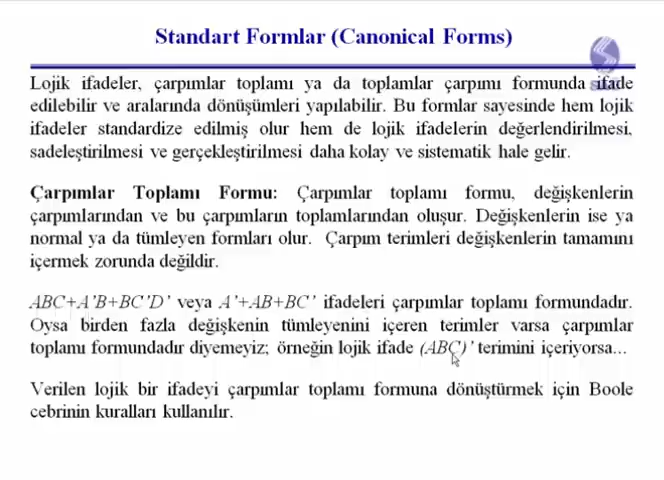 Standart Formlar (Canonical Forms)
Lojik ifadeler, çarpımlar toplamı ya da toplamlar çarpımı formunda ifade
edilebilir ve aralarında dönüşümleri yapılabilir. Bu formlar sayesinde hem lojik
ifadeler standardize edilmiş olur hem de lojik ifadelerin değerlendirilmesi,
sadeleştirilmesi ve gerçekleştirilmesi daha kolay ve sistematik hale gelir.
Çarpımlar Toplamı Formu: Çarpımlar toplamı formu, değişkenlerin
çarpımlarından ve bu çarpımların toplamlarından oluşur. Değişkenlerin ise ya
normal ya da tümleyen formları olur. Çarpım terimleri değişkenlerin tamamını
içermek zorunda değildir.
ABC+A'B+BC'D' veya A'+AB+BC' ifadeleri çarpımlar toplamı formundadır.
Oysa birden fazla değişkenin tümleyenini içeren terimler varsa çarpımlar
toplamı formundadır diyemeyiz; örneğin lojik ifade (ABC)' terimini içeriyorsa...
Verilen lojik bir ifadeyi çarpımlar toplamı formuna dönüştürmek için Boole
cebrinin kuralları kullanılır.